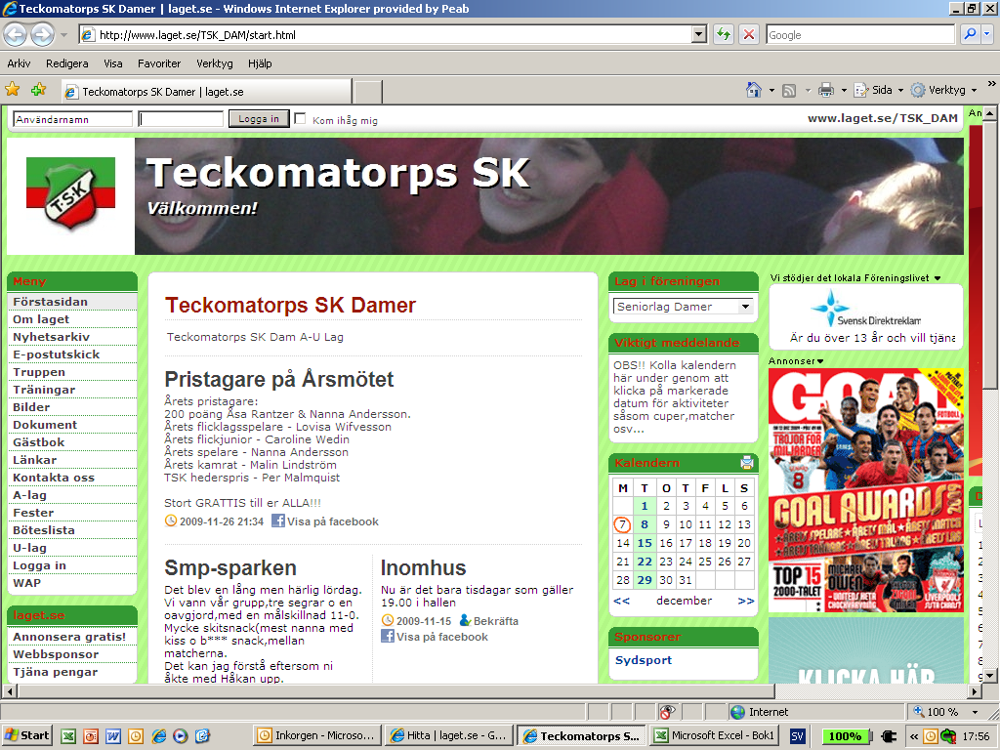 Teckomatorps SK Damer | laget.se - Windows Internet Explorer provided by Peab
http://www.laget.se/TSK_DAM/start.html
Google
Arkiv Redigera Visa Favoriter Verktyg Hjälp
Teckomatorps SK Damer | laget.se
Sida Verktyg
Användarnamn Logga in Kom ihåg mig www.laget.se/TSK_DAM
An
T·S·K
Teckomatorps SK
Välkommen!
Meny
Förstasidan
Om laget
Nyhetsarkiv
E-postutskick
Truppen
Träningar
Bilder
Dokument
Gästbok
Länkar
Kontakta oss
A-lag
Fester
Böteslista
U-lag
Logga in
WAP
laget.se
Annonsera gratis!
Webbsponsor
Tjäna pengar
Teckomatorps SK Damer
Teckomatorps SK Dam A-U Lag
Pristagare på Årsmötet
Årets pristagare:
200 poäng Åsa Rantzer & Nanna Andersson.
Årets flicklagsspelare - Lovisa Wifvesson
Årets flickjunior - Caroline Wedin
Årets spelare - Nanna Andersson
Årets kamrat - Malin Lindström
TSK hederspris - Per Malmquist
Stort GRATTIS till er ALLA!!!
2009-11-26 21:34 Visa på facebook
Smp-sparken
Det blev en lång men härlig lördag.
Vi vann vår grupp,tre segrar o en
oavgjord,med en målskillnad 11-0.
Mycke skitsnack(mest nanna med
kiss o b*** snack,mellan
matcherna.
Det kan jag förstå eftersom ni
åkte med Håkan upp.
Inomhus
Nu är det bara tisdagar som gäller
19.00 i hallen
2009-11-15 Bekräfta
Visa på facebook
Lag i föreningen
Seniorlag Damer
Viktigt meddelande
OBS!! Kolla kalendern
här under genom att
klicka på markerade
datum för aktiviteter
såsom cuper,matcher
osv...
Kalendern
M T O T F L S
1 2 3 4 5 6
7 8 9 10 11 12 13
14 15 16 17 18 19 20
21 22 23 24 25 26 27
28 29 30 31
<< december >>
Sponsorer
Sydsport
Vi stödjer det lokala Föreningslivet
Svensk Direktreklam
Är du över 13 år och vill tjäna
Annonser
GOAL
FOTBOLL
TRÖJOR FÖR
MILJARDER
GOAL AWARDS
2009
ÅRETS SPELARE ÅRETS MÅL ÅRETS MATCH
TOP 15
2000-TALET
MICHAEL
OWEN
KLICKA HÄR
Internet 100 %
Start Inkorgen - Microso... Hitta | laget.se - G... Teckomatorps S... Microsoft Excel - Bok1 SV 100% « 17:56